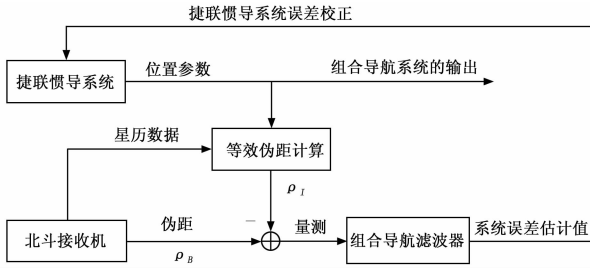 捷联惯导系统误差校正
捷联惯导系统
位置参数
组合导航系统的输出
星历数据
等效伪距计算
ρI
−
北斗接收机
伪距
ρB
量测
组合导航滤波器
系统误差估计值